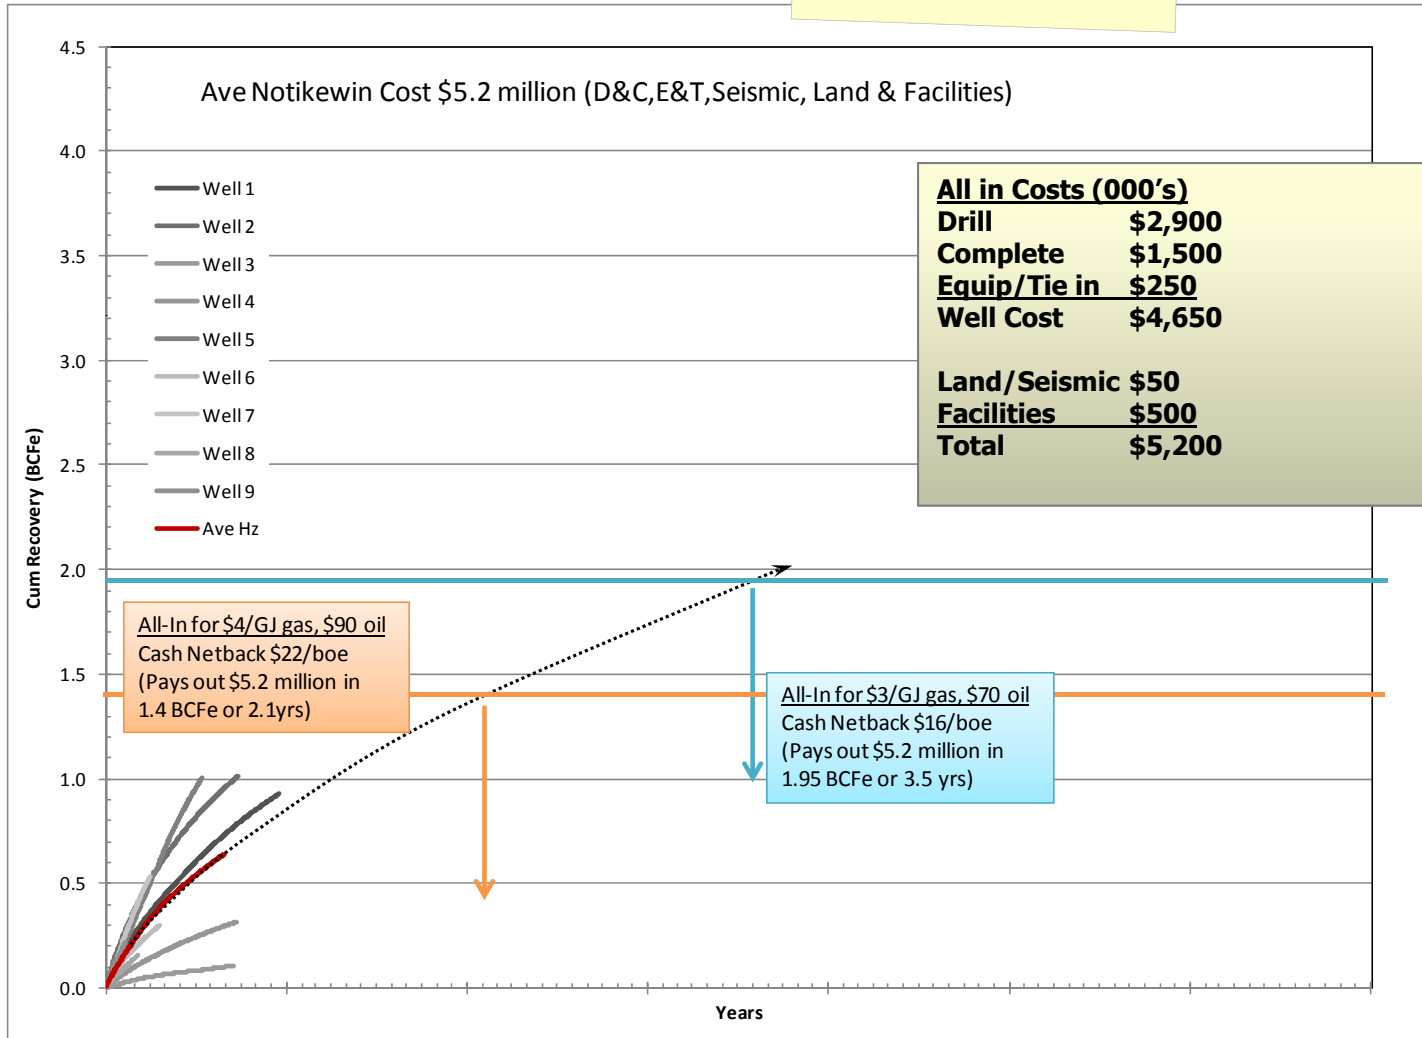 Ave Notikewin Cost $5.2 million (D&C,E&T,Seismic, Land & Facilities)
4.5
4.0
3.5
3.0
2.5
2.0
1.5
1.0
0.5
0.0
Cum Recovery (BCFe)
Years
Well 1
Well 2
Well 3
Well 4
Well 5
Well 6
Well 7
Well 8
Well 9
Ave Hz
All in Costs (000's)
Drill $2,900
Complete $1,500
Equip/Tie in $250
Well Cost $4,650
Land/Seismic $50
Facilities $500
Total $5,200
All-In for $4/GJ gas, $90 oil
Cash Netback $22/boe
(Pays out $5.2 million in
1.4 BCFe or 2.1yrs)
All-In for $3/GJ gas, $70 oil
Cash Netback $16/boe
(Pays out $5.2 million in
1.95 BCFe or 3.5 yrs)